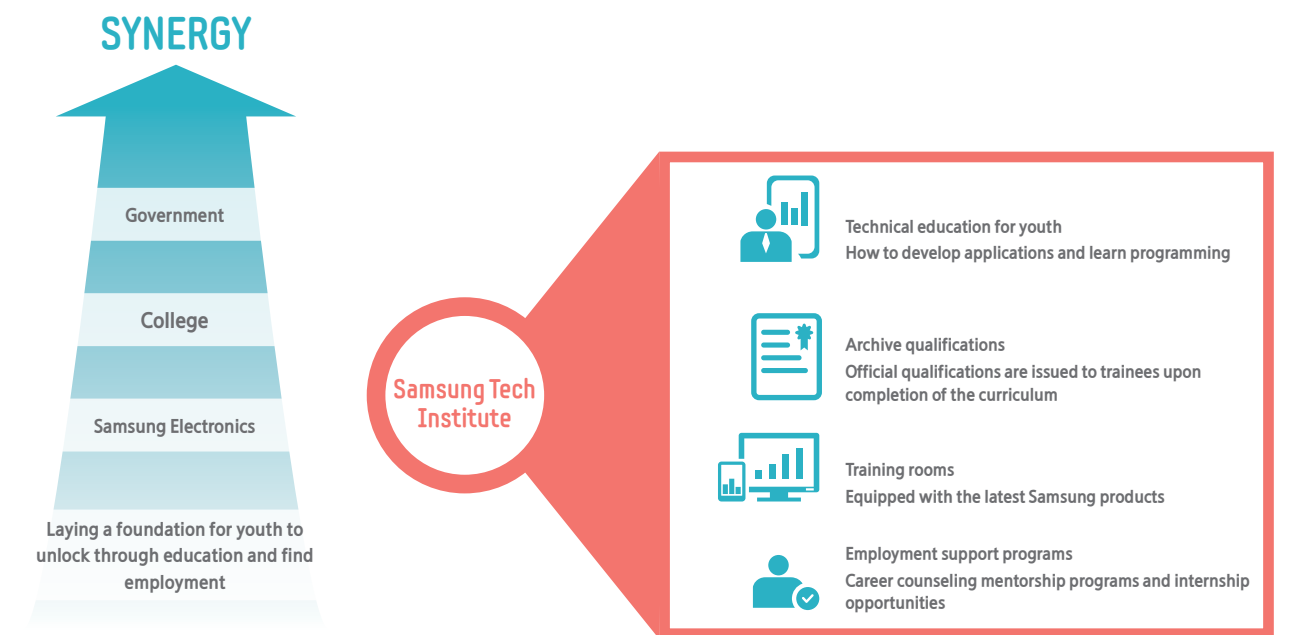 SYNERGY
Government
College
Samsung Electronics
Laying a foundation for youth to
unlock through education and find
employment
Samsung Tech
Institute
Technical education for youth
How to develop applications and learn programming
Archive qualifications
Official qualifications are issued to trainees upon
completion of the curriculum
Training rooms
Equipped with the latest Samsung products
Employment support programs
Career counseling mentorship programs and internship
opportunities